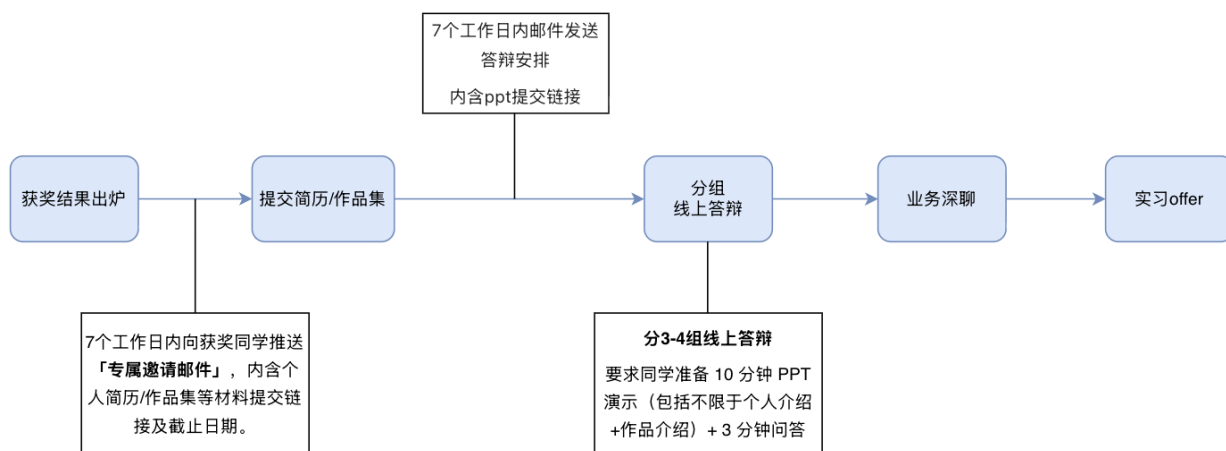 7个工作日内邮件发送
答辩安排
内含ppt提交链接
获奖结果出炉
提交简历/作品集
分组
线上答辩
业务深聊
实习offer
7个工作日内向获奖同学推送
「专属邀请邮件」，内含个
人简历/作品集等材料提交链
接及截止日期。
分3-4组线上答辩
要求同学准备 10 分钟 PPT
演示（包括不限于个人介绍
+作品介绍）+ 3 分钟问答